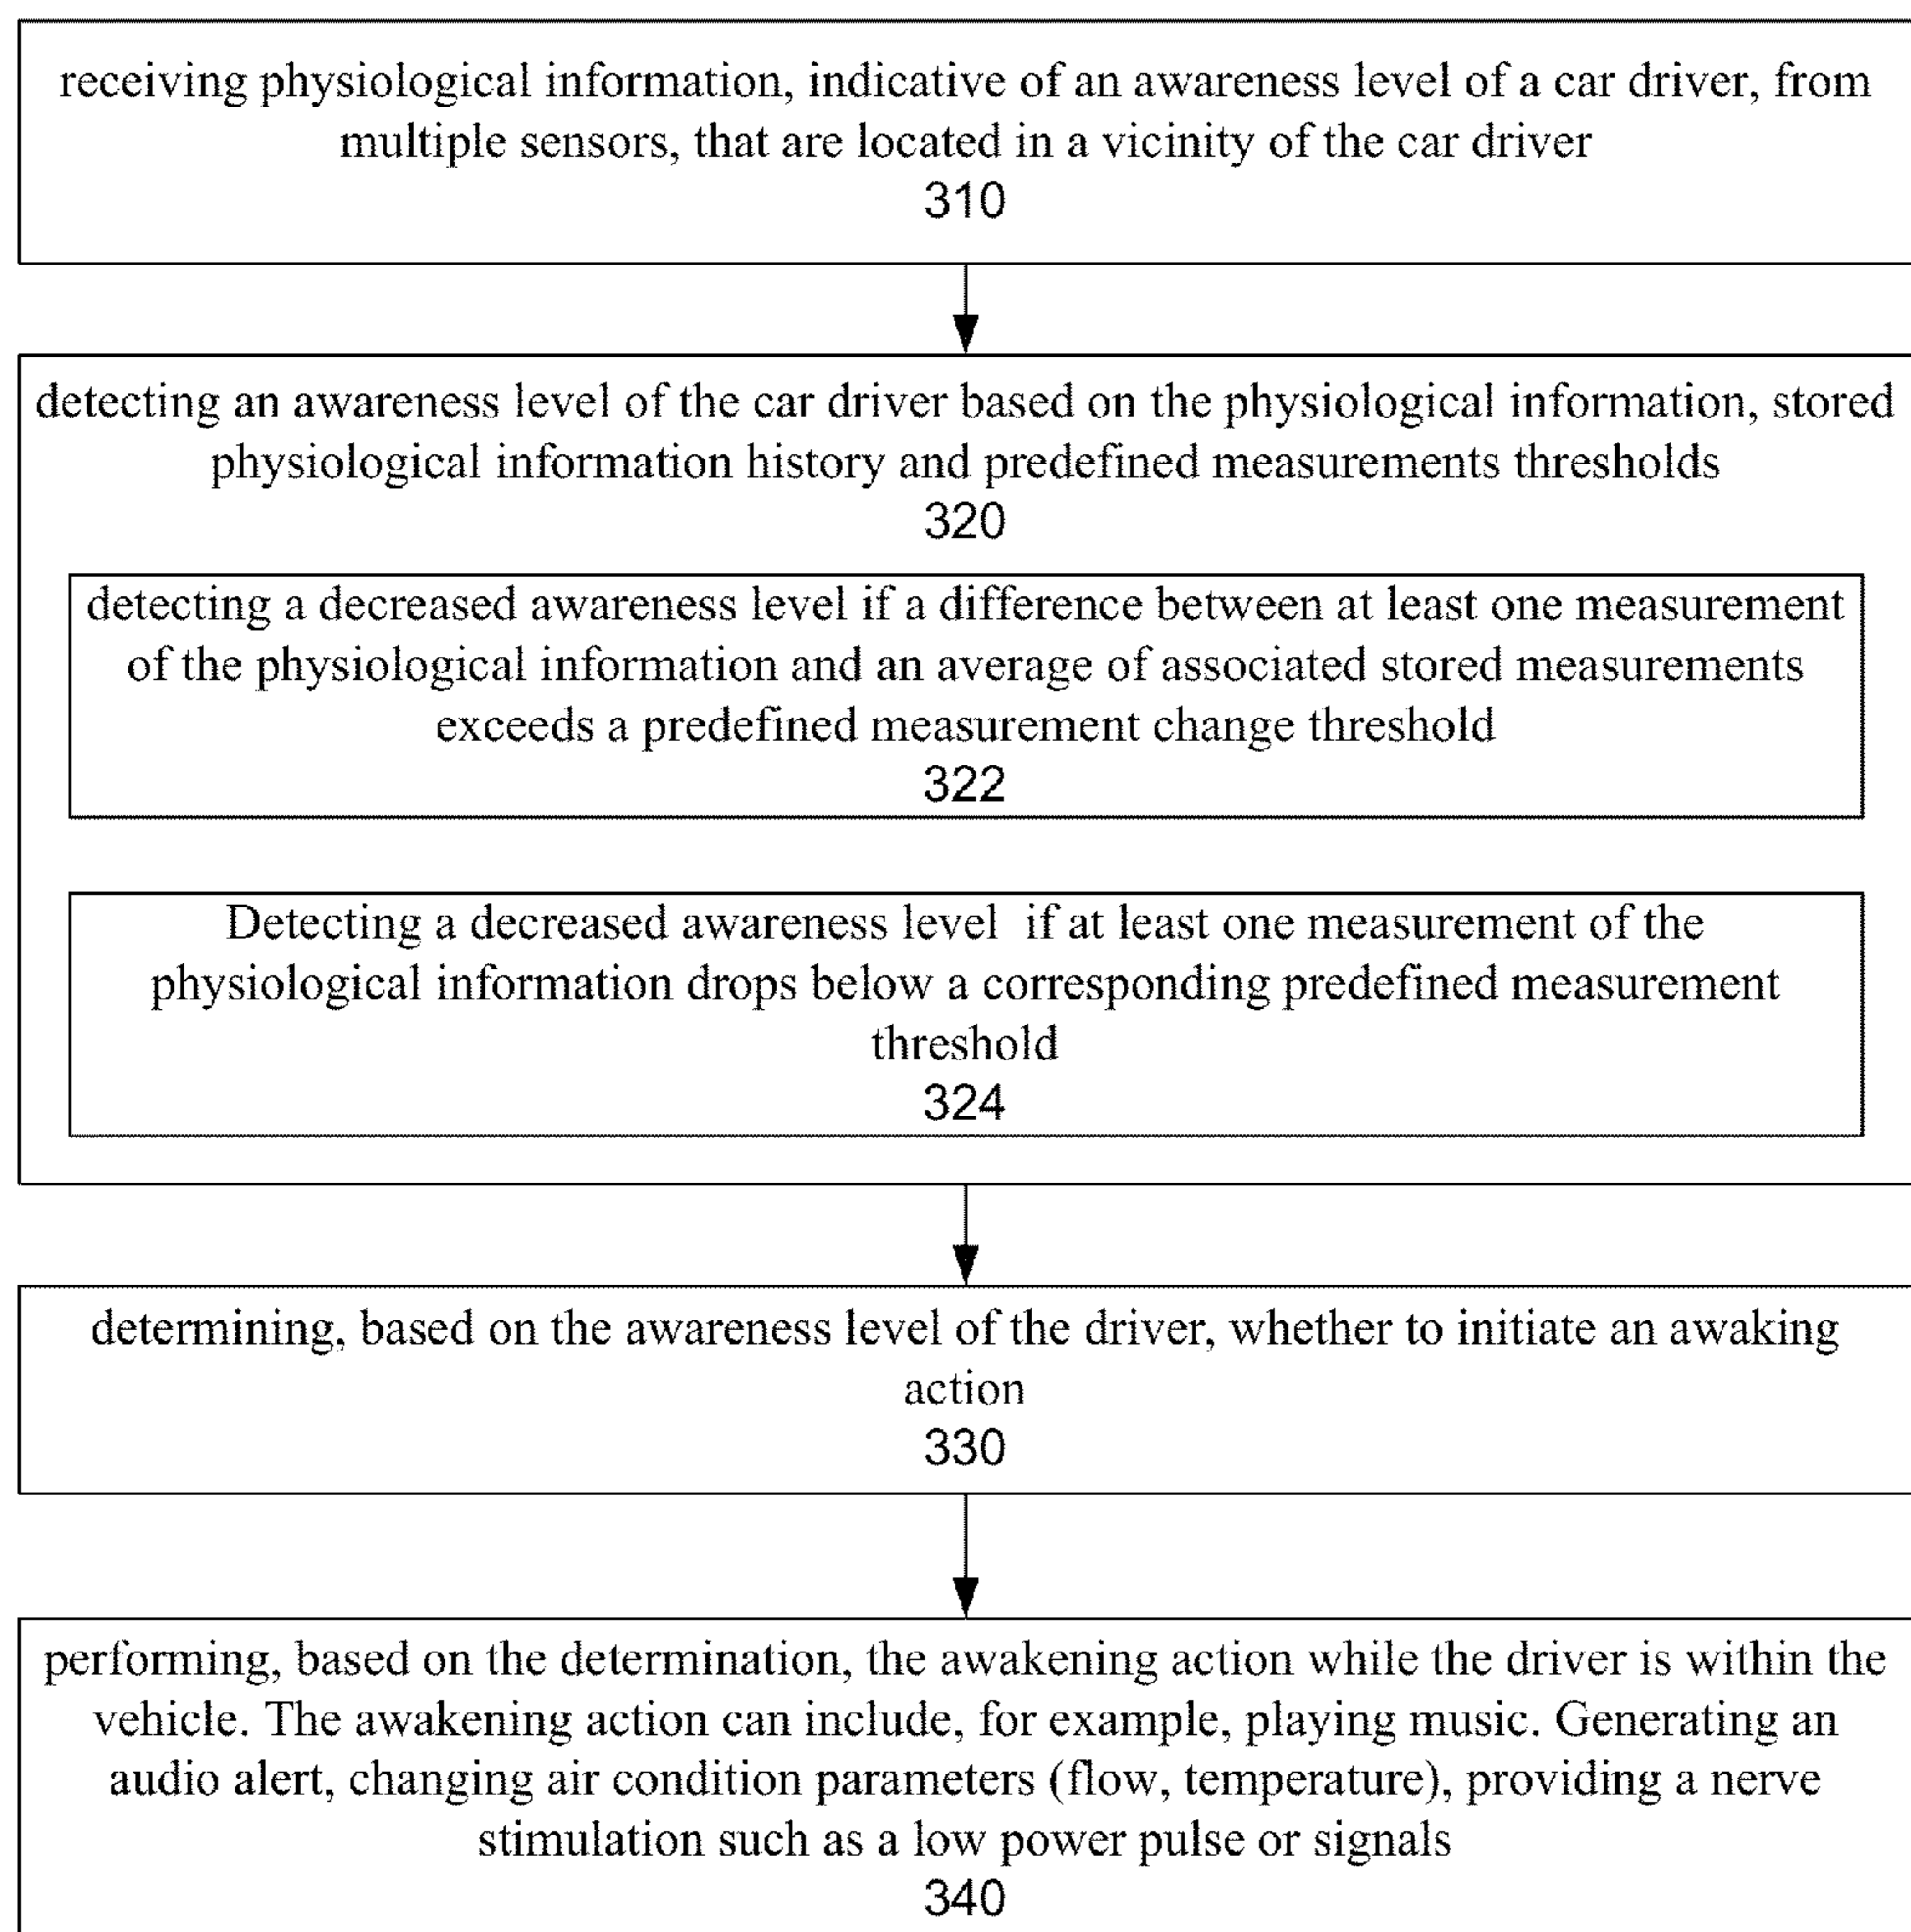 receiving physiological information, indicative of an awareness level of a car driver, from
multiple sensors, that are located in a vicinity of the car driver
310
detecting an awareness level of the car driver based on the physiological information, stored
physiological information history and predefined measurements thresholds
320
detecting a decreased awareness level if a difference between at least one measurement
of the physiological information and an average of associated stored measurements
exceeds a predefined measurement change threshold
322
Detecting a decreased awareness level if at least one measurement of the
physiological information drops below a corresponding predefined measurement
threshold
324
determining, based on the awareness level of the driver, whether to initiate an awaking
action
330
performing, based on the determination, the awakening action while the driver is within the
vehicle. The awakening action can include, for example, playing music. Generating an
audio alert, changing air condition parameters (flow, temperature), providing a nerve
stimulation such as a low power pulse or signals
340